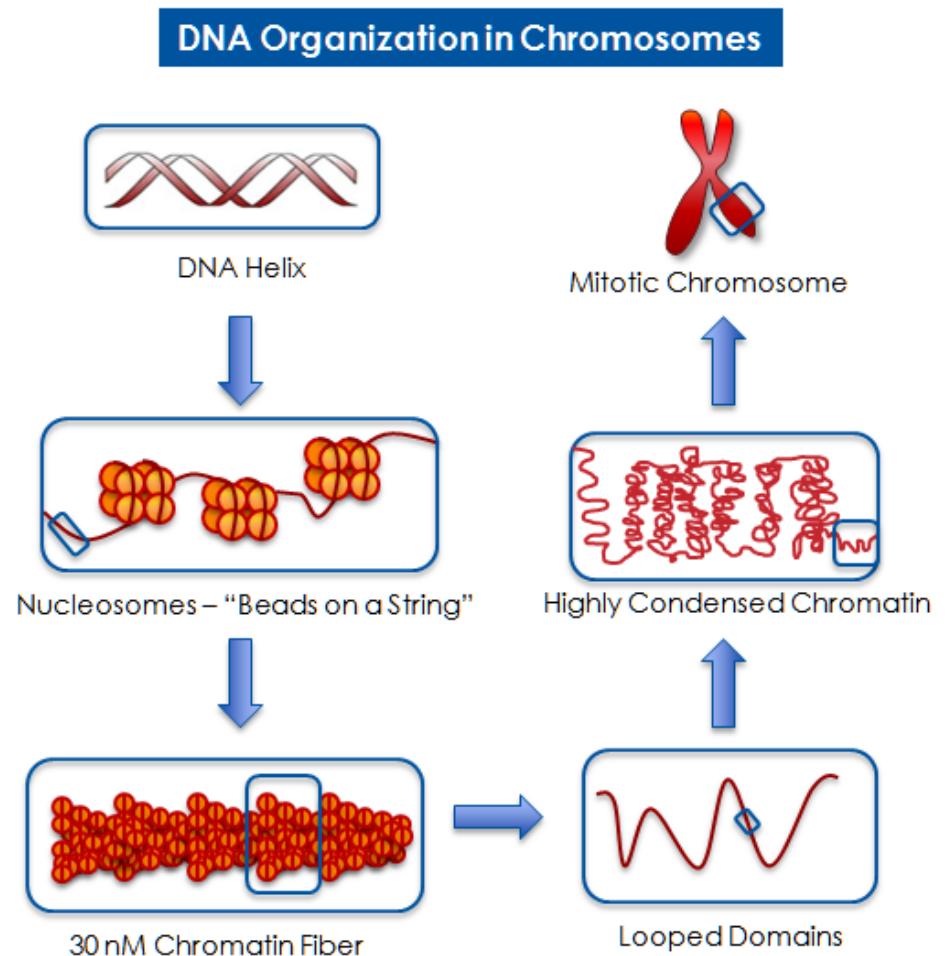 DNA Organization in Chromosomes
DNA Helix
Mitotic Chromosome
Nucleosomes – “Beads on a String”
Highly Condensed Chromatin
30 nM Chromatin Fiber
Looped Domains